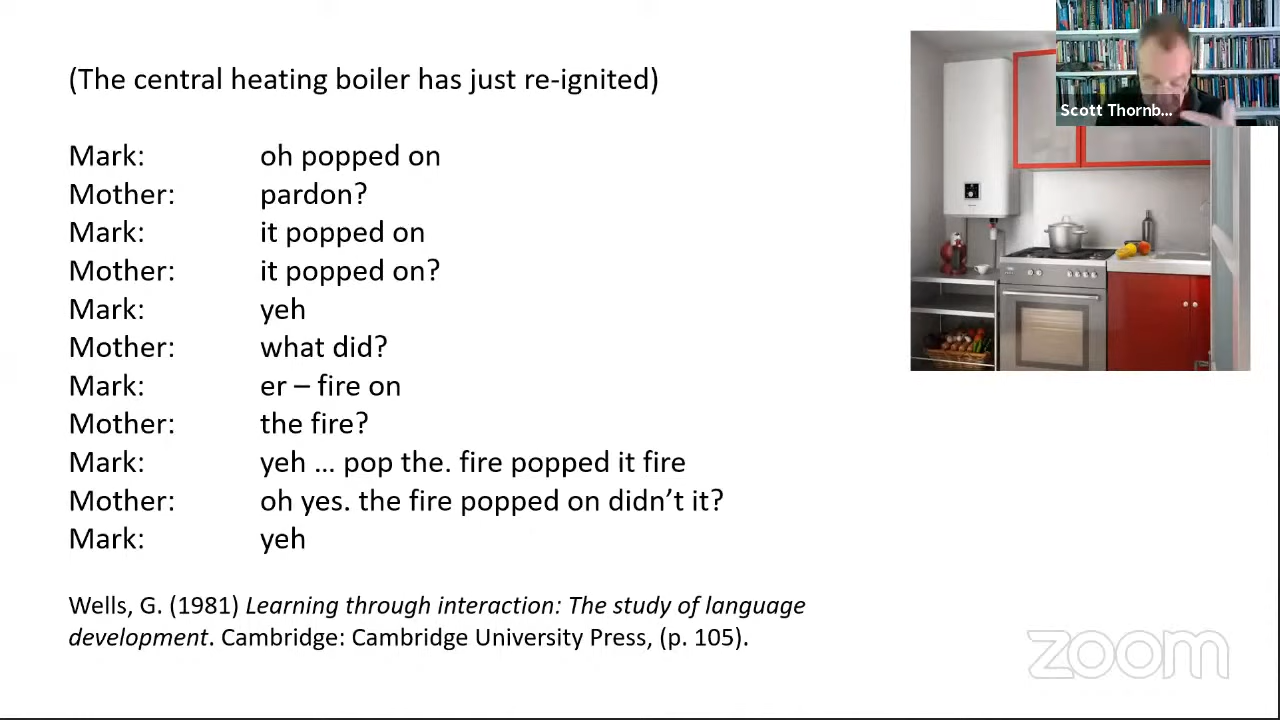 (The central heating boiler has just re-ignited)
Mark: oh popped on
Mother: pardon?
Mark: it popped on
Mother: it popped on?
Mark: yeh
Mother: what did?
Mark: er – fire on
Mother: the fire?
Mark: yeh … pop the. fire popped it fire
Mother: oh yes. the fire popped on didn’t it?
Mark: yeh
Wells, G. (1981) Learning through interaction: The study of language
development. Cambridge: Cambridge University Press, (p. 105).
Scott Thornb...
zoom